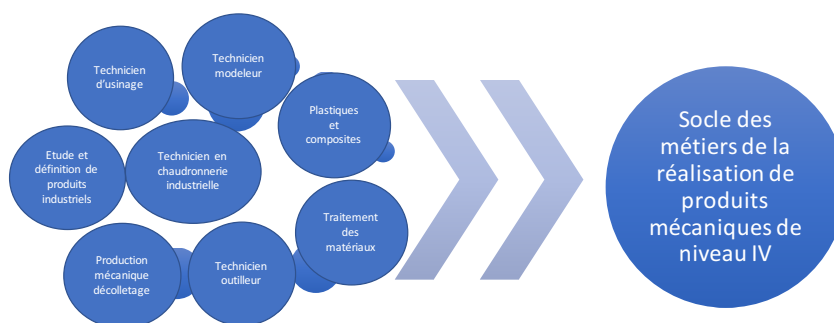 Technicien
d'usinage
Technicien
modeleur
Plastiques
et
composites
Etude et
définition de
produits
industriels
Technicien en
chaudronnerie
industrielle
Traitement
des
matériaux
Production
mécanique
décolletage
Technicien
outilleur
Socle des
métiers de la
réalisation de
produits
mécaniques de
niveau IV